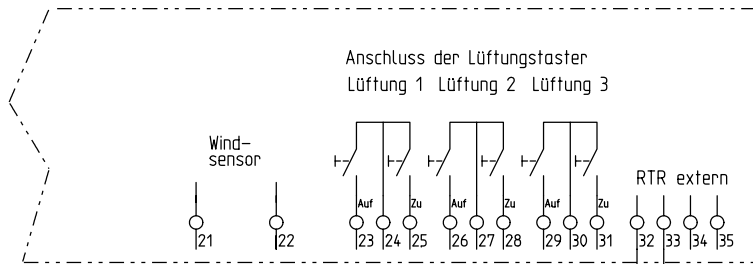 Anschluss der Lüftungstaster
Lüftung 1 Lüftung 2 Lüftung 3
Wind-
sensor
RTR extern
Auf Zu Auf Zu Auf Zu
21 22 23 24 25 26 27 28 29 30 31 32 33 34 35